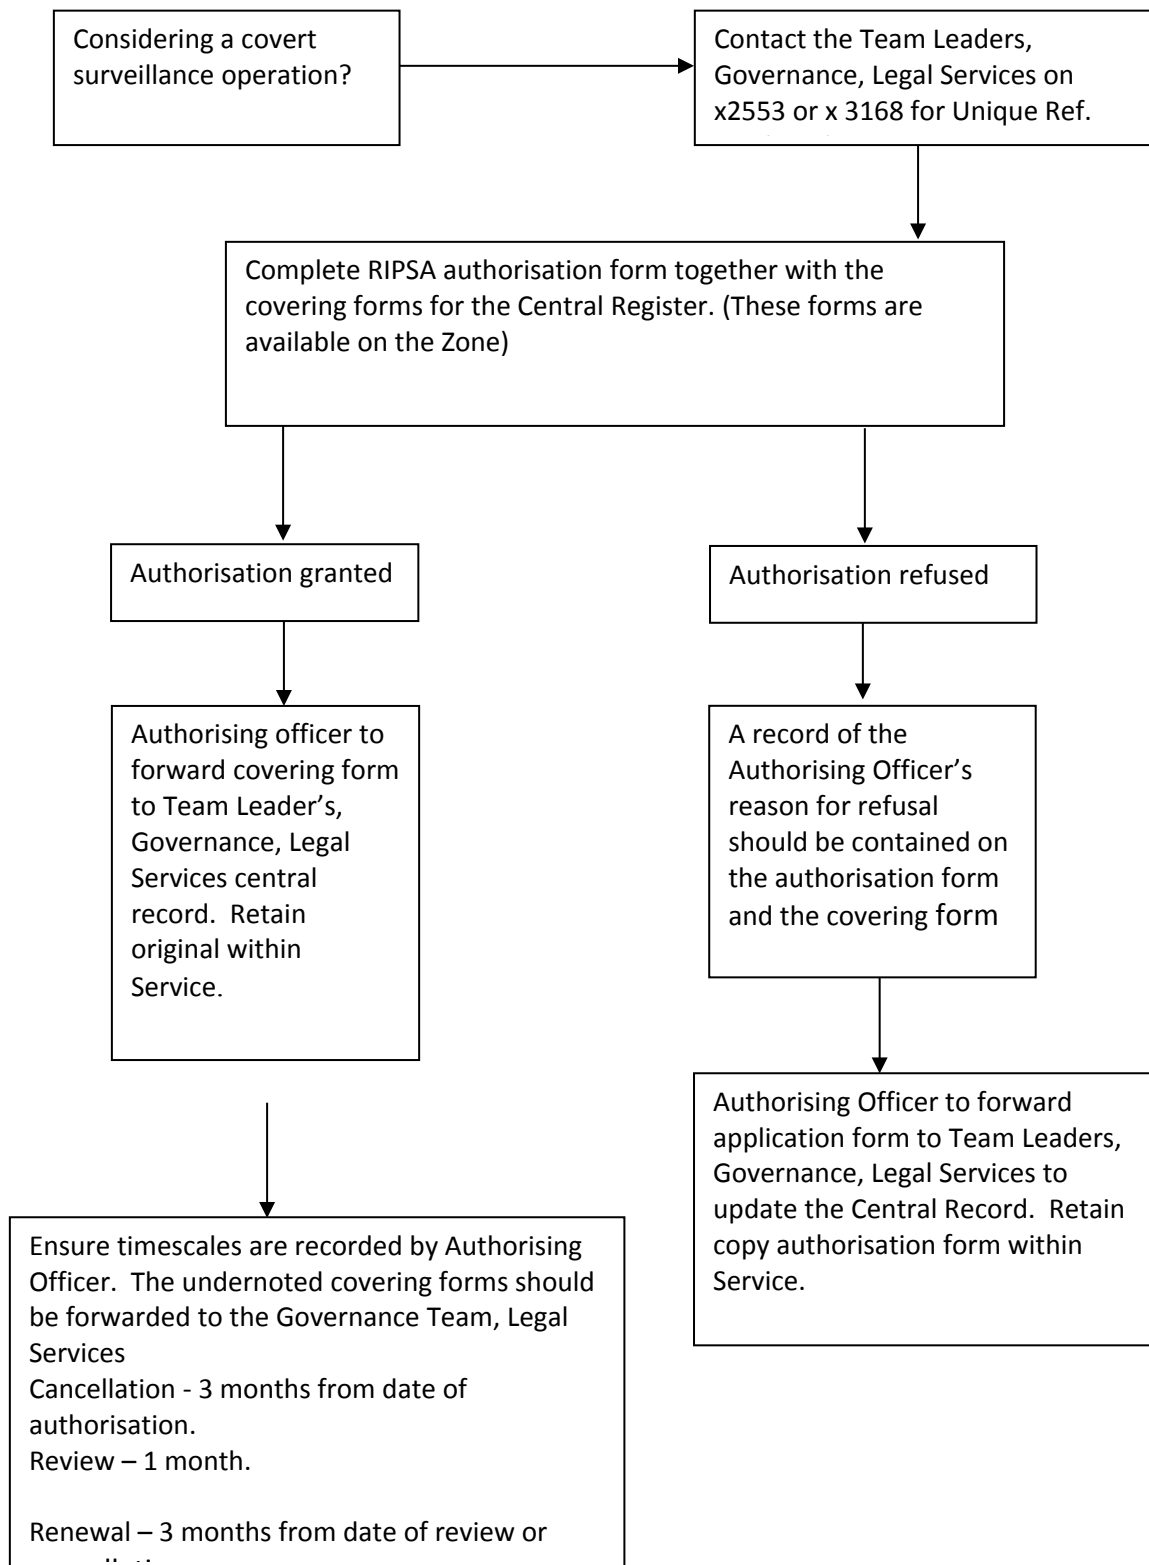 Considering a covert
surveillance operation?
Contact the Team Leaders,
Governance, Legal Services on
x2553 or x 3168 for Unique Ref.
Complete RIPSA authorisation form together with the
covering forms for the Central Register. (These forms are
available on the Zone)
Authorisation granted
Authorisation refused
Authorising officer to
forward covering form
to Team Leader’s,
Governance, Legal
Services central
record.  Retain
original within
Service.
A record of the
Authorising Officer’s
reason for refusal
should be contained on
the authorisation form
and the covering form
Authorising Officer to forward
application form to Team Leaders,
Governance, Legal Services to
update the Central Record.  Retain
copy authorisation form within
Service.
Ensure timescales are recorded by Authorising
Officer.  The undernoted covering forms should
be forwarded to the Governance Team, Legal
Services
Cancellation - 3 months from date of
authorisation.
Review – 1 month.
Renewal – 3 months from date of review or